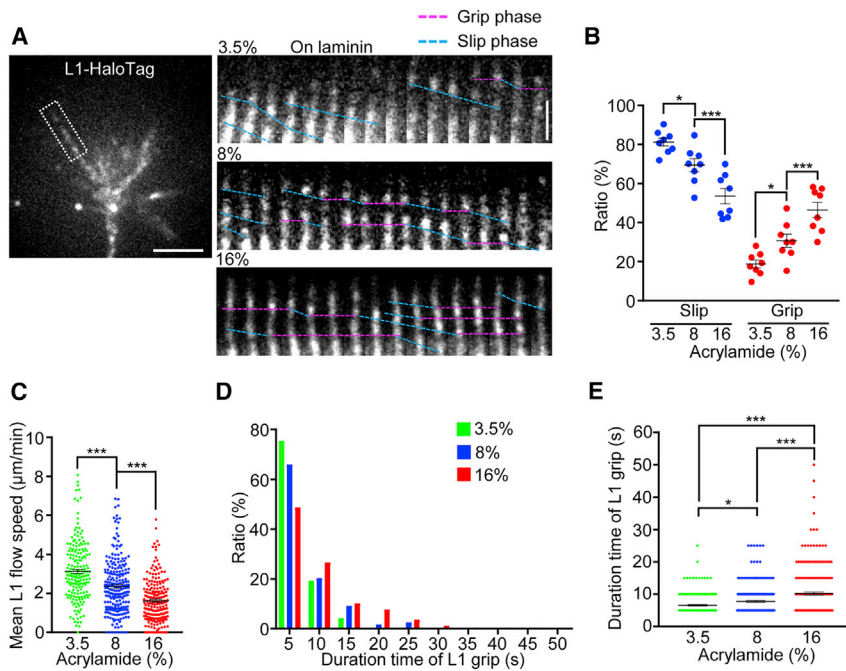 A
L1-HaloTag
On laminin
Grip phase
Slip phase
3.5%
8%
16%
B
Ratio (%)
100
80
60
40
20
0
* *** * ***
Slip Grip
3.5 8 16 3.5 8 16
Acrylamide (%)
C
Mean L1 flow speed (μm/min)
10
8
6
4
2
0
*** ***
3.5 8 16
Acrylamide (%)
D
Ratio (%)
80
60
40
20
0
3.5%
8%
16%
5 10 15 20 25 30 35 40 45 50
Duration time of L1 grip (s)
E
Duration time of L1 grip (s)
60
50
40
30
20
10
0
***
***
*
3.5 8 16
Acrylamide (%)